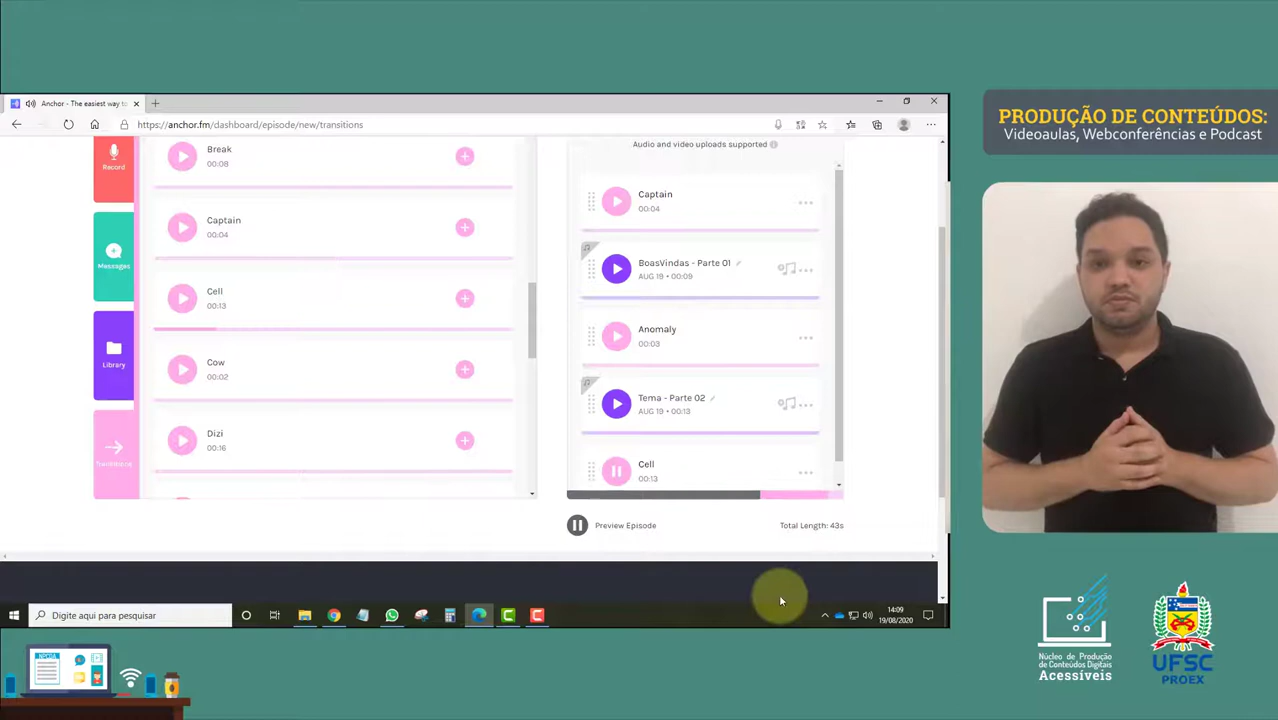 Anchor - The easiest way to
https://anchor.fm/dashboard/episode/new/transitions
Record
Messages
Library
Transitions
Break
00:08
Captain
00:04
Cell
00:13
Cow
00:02
Dizi
00:16
Audio and video uploads supported
Captain
00:04
BoasVindas - Parte 01
AUG 19 • 00:09
Anomaly
00:03
Tema - Parte 02
AUG 19 • 00:13
Cell
00:13
Preview Episode
Total Length: 43s
Digite aqui para pesquisar
14:09
19/08/2020
PRODUÇÃO DE CONTEÚDOS:
Videoaulas, Webconferências e Podcast
Núcleo de Produção
de Conteúdos Digitais
Acessíveis
UFSC
PROEX
NPCDA